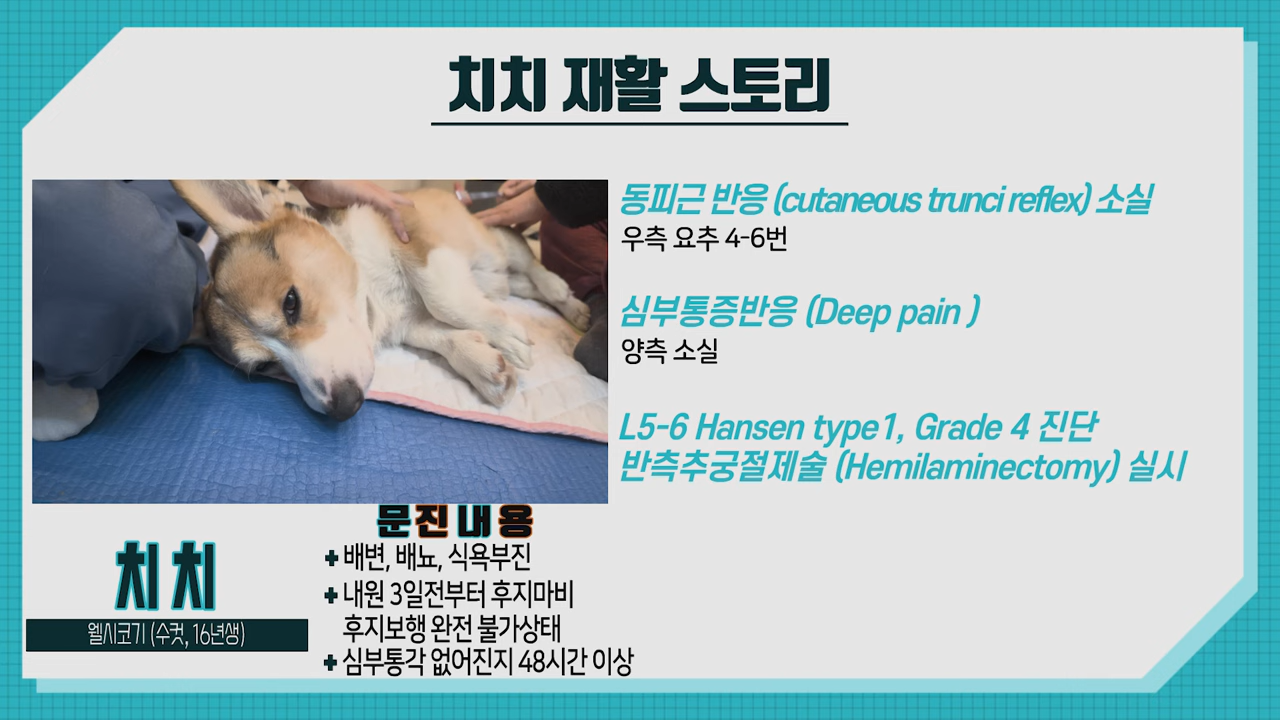 치치 재활 스토리
동피근 반응 (cutaneous trunci reflex) 소실
우측 요추 4-6번
심부통증반응 (Deep pain )
양측 소실
L5-6 Hansen type1, Grade 4 진단
반측추궁절제술 (Hemilaminectomy) 실시
문진내용
치치
웰시코기 (수컷, 16년생)
배변, 배뇨, 식욕부진
내원 3일전부터 후지마비
후지보행 완전 불가상태
심부통각 없어진지 48시간 이상